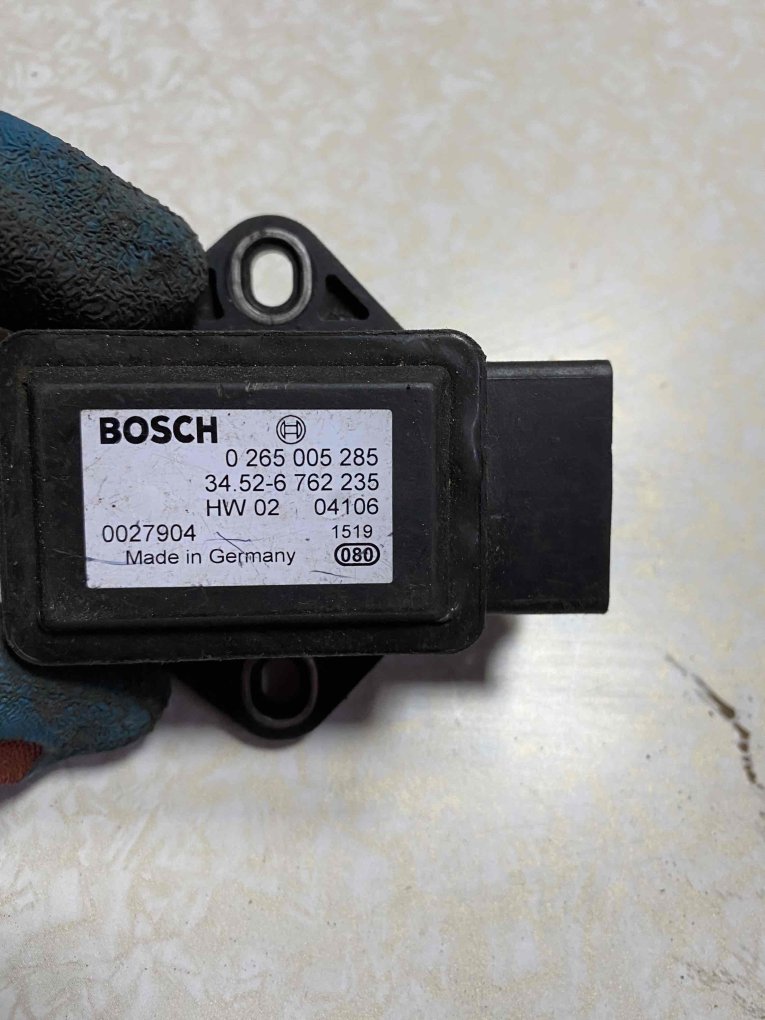 BOSCH
0 265 005 285
34.52-6 762 235
HW 02 04106
0027904 1519
Made in Germany 080